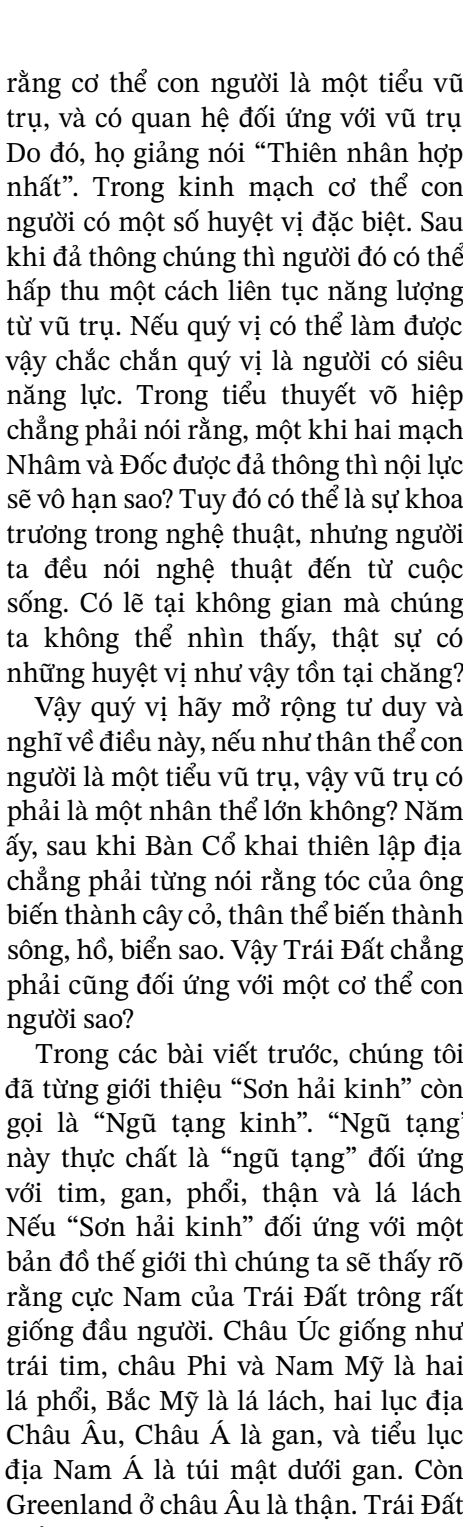 rằng cơ thể con người là một tiểu vũ
trụ, và có quan hệ đối ứng với vũ trụ
Do đó, họ giảng nói “Thiên nhân hợp
nhất”. Trong kinh mạch cơ thể con
người có một số huyệt vị đặc biệt. Sau
khi đả thông chúng thì người đó có thể
hấp thu một cách liên tục năng lượng
từ vũ trụ. Nếu quý vị có thể làm được
vậy chắc chắn quý vị là người có siêu
năng lực. Trong tiểu thuyết võ hiệp
chẳng phải nói rằng, một khi hai mạch
Nhâm và Đốc được đả thông thì nội lực
sẽ vô hạn sao? Tuy đó có thể là sự khoa
trương trong nghệ thuật, nhưng người
ta đều nói nghệ thuật đến từ cuộc
sống. Có lẽ tại không gian mà chúng
ta không thể nhìn thấy, thật sự có
những huyệt vị như vậy tồn tại chăng?
Vậy quý vị hãy mở rộng tư duy và
nghĩ về điều này, nếu như thân thể con
người là một tiểu vũ trụ, vậy vũ trụ có
phải là một nhân thể lớn không? Năm
ấy, sau khi Bàn Cổ khai thiên lập địa
chẳng phải từng nói rằng tóc của ông
biến thành cây cỏ, thân thể biến thành
sông, hồ, biển sao. Vậy Trái Đất chẳng
phải cũng đối ứng với một cơ thể con
người sao?
Trong các bài viết trước, chúng tôi
đã từng giới thiệu “Sơn hải kinh” còn
gọi là “Ngũ tạng kinh”. “Ngũ tạng”
này thực chất là “ngũ tạng” đối ứng
với tim, gan, phổi, thận và lá lách
Nếu “Sơn hải kinh” đối ứng với một
bản đồ thế giới thì chúng ta sẽ thấy rõ
rằng cực Nam của Trái Đất trông rất
giống đầu người. Châu Úc giống như
trái tim, châu Phi và Nam Mỹ là hai
lá phổi, Bắc Mỹ là lá lách, hai lục địa
Châu Âu, Châu Á là gan, và tiểu lục
địa Nam Á là túi mật dưới gan. Còn
Greenland ở châu Âu là thận. Trái Đất